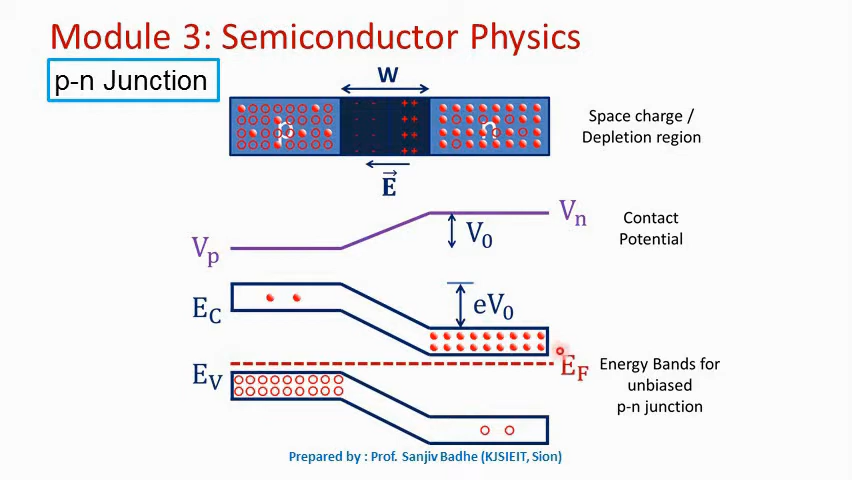 Module 3: Semiconductor Physics
p-n Junction
W
p
n
Space charge /
Depletion region
E
Vp
V0
Vn
Contact
Potential
EC
eV0
EV
EF
Energy Bands for
unbiased
p-n junction
Prepared by : Prof. Sanjiv Badhe (KJSIEIT, Sion)